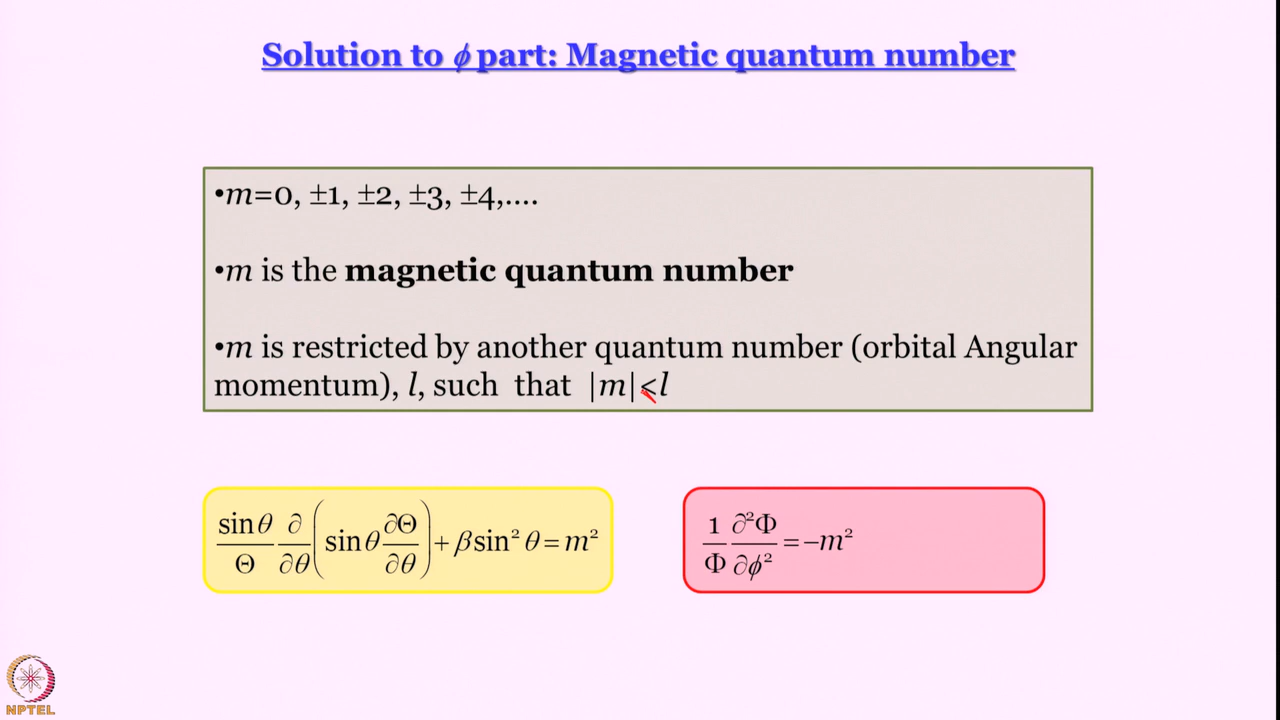 Solution to ϕ part: Magnetic quantum number
•m=0, ±1, ±2, ±3, ±4,....
•m is the magnetic quantum number
•m is restricted by another quantum number (orbital Angular
momentum), l, such that |m|<l
sinθ/Θ ∂/∂θ (sinθ ∂Θ/∂θ) + β sin² θ = m²
1/Φ ∂²Φ/∂ϕ² = −m²
NPTEL